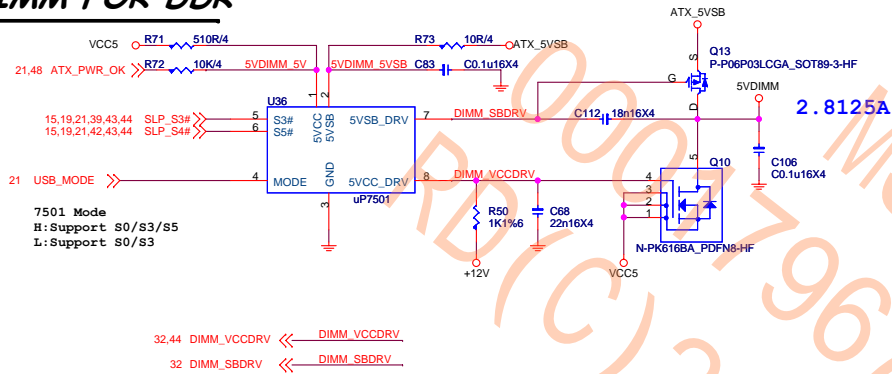 DIMM FOR DDR
VCC5
R71
510R/4
R73
10R/4
ATX_5VSB
21,48 ATX_PWR_OK
R72
10K/4
5VDIMM_5V
5VDIMM_5VSB
C83
C0.1u16X4
ATX_5VSB
S
Q13
P-P06P03LCGA_SOT89-3-HF
G
D
5VDIMM
2.8125A
U36
1
2
15,19,21,39,43,44 SLP_S3#
5
S3#
15,19,21,42,43,44 SLP_S4#
6
S5#
5VCC
5VSB
5VSB_DRV
7
DIMM_SBDRV
C112
18n16X4
C106
C0.1u16X4
21 USB_MODE
4
MODE
GND
5VCC_DRV
8
DIMM_VCCDRV
3
uP7501
5
Q10
4
3
2
1
N-PK616BA_PDFN8-HF
R50
1K1%6
C68
22n16X4
+12V
VCC5
7501 Mode
H:Support S0/S3/S5
L:Support S0/S3
32,44 DIMM_VCCDRV
DIMM_VCCDRV
32 DIMM_SBDRV
DIMM_SBDRV